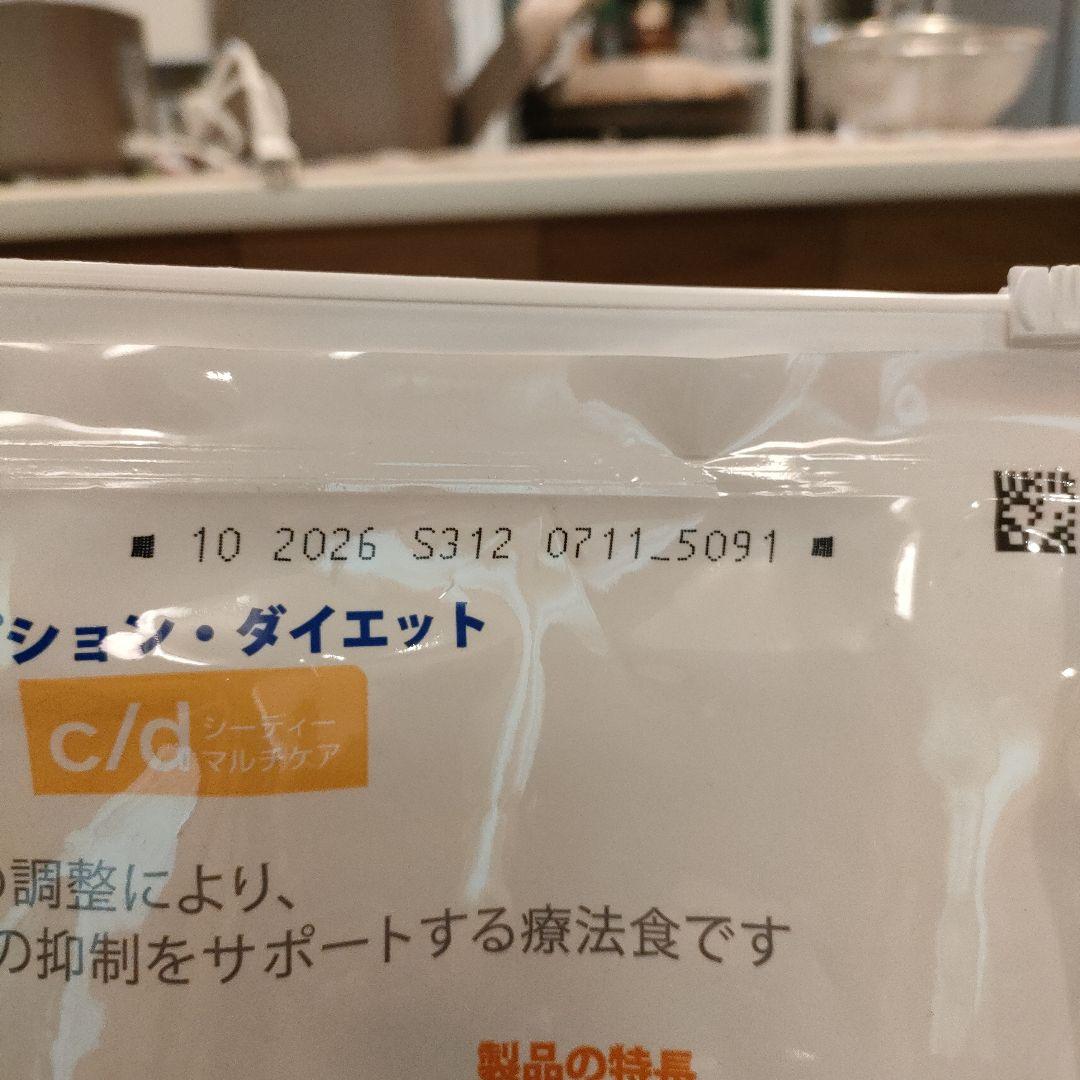 10 2026 S312 0711_5091
ション・ダイエット
c/d シーディー
マルチケア
の調整により、
の抑制をサポートする療法食です
製品の特長